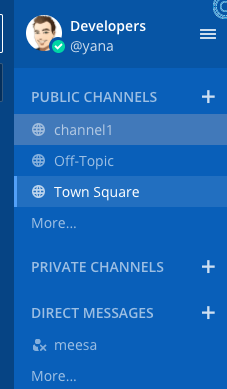 Developers
@yana
PUBLIC CHANNELS
channel1
Off-Topic
Town Square
More...
PRIVATE CHANNELS
DIRECT MESSAGES
meesa
More...